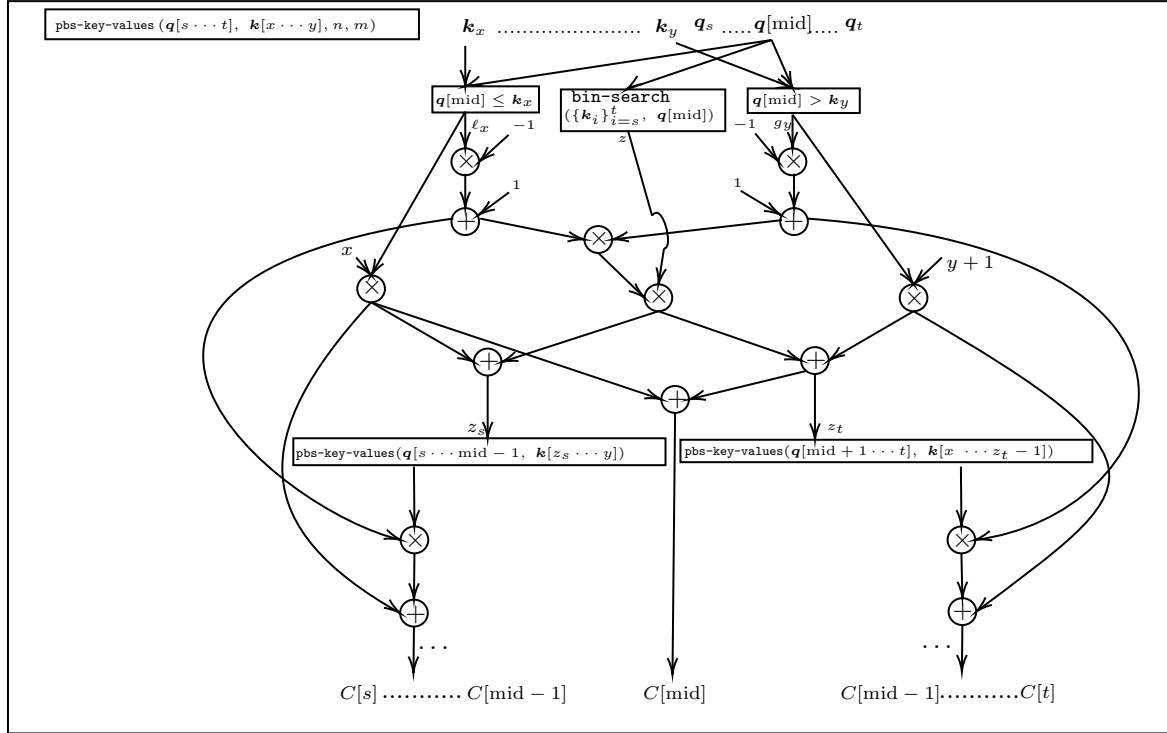 pbs-key-values (q[s ··· t], k[x ··· y], n, m)
k_x ........................ k_y q_s ..... q[mid] ..... q_t
q[mid] ≤ k_x
bin-search
({k_i}_{i=s}^t, q[mid])
q[mid] > k_y
ℓ_x −1 z −1 g_y
× ×
1 1
+ × +
x y + 1
× × ×
+ + +
z_s z_t
pbs-key-values(q[s ··· mid − 1, k[z_s ··· y])
pbs-key-values(q[mid + 1 ··· t], k[x ··· z_t − 1])
× ×
+ +
... ...
C[s] ........... C[mid − 1] C[mid] C[mid − 1] ........... C[t]